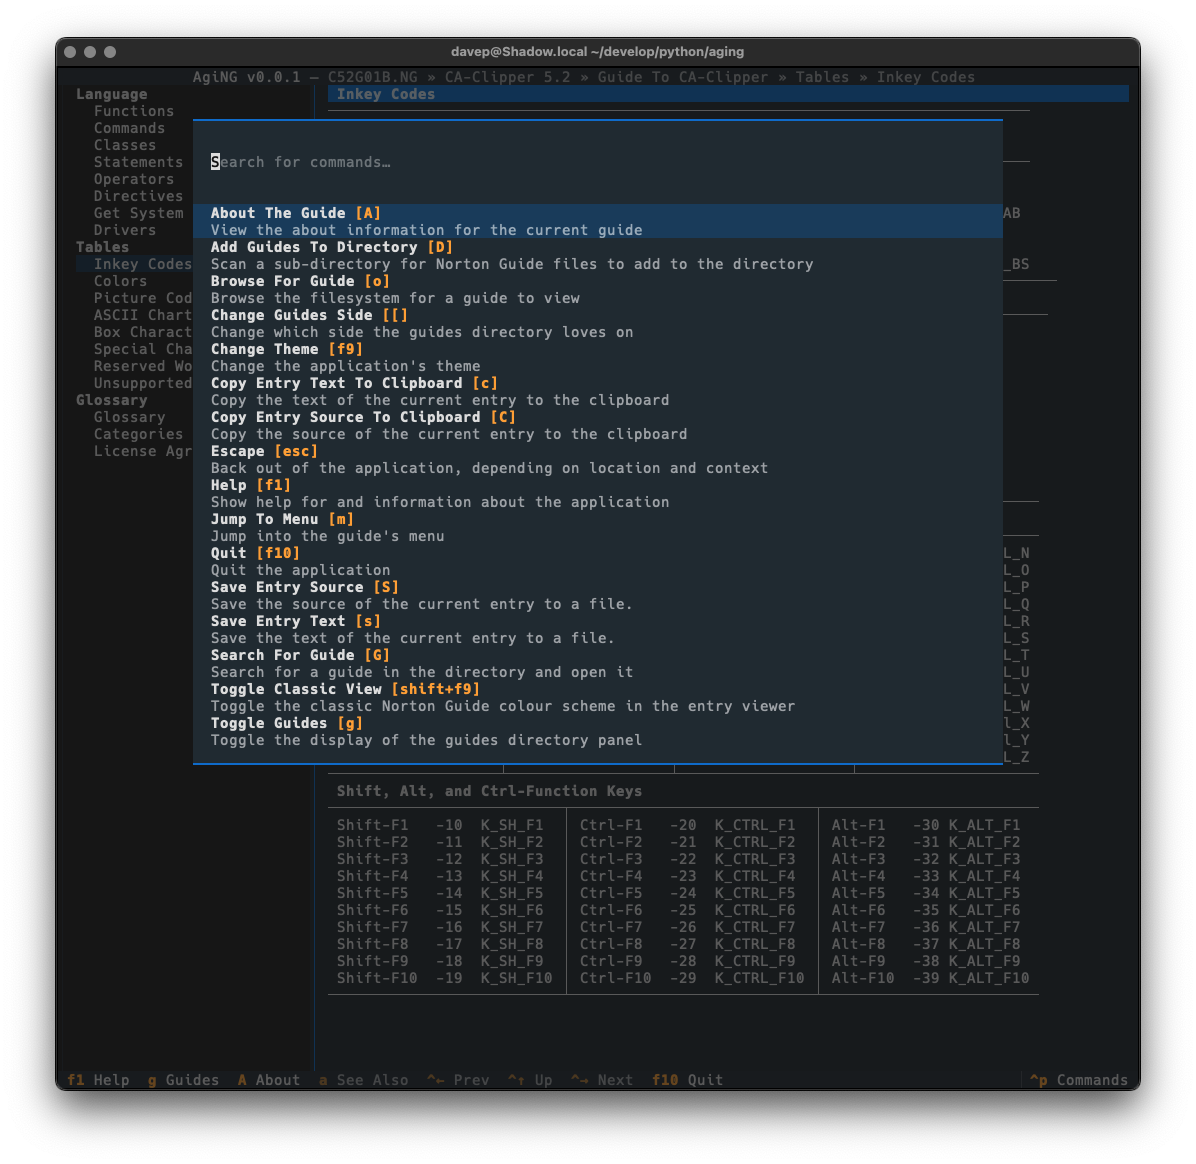 davep@Shadow.local ~/develop/python/aging
AgiNG v0.0.1 — C52G01B.NG » CA-Clipper 5.2 » Guide To CA-Clipper » Tables » Inkey Codes
Language
Functions
Commands
Classes
Statements
Operators
Directives
Get System
Drivers
Tables
Inkey Codes
Colors
Picture Cod
ASCII Chart
Box Charact
Special Cha
Reserved Wo
Unsupported
Glossary
Glossary
Categories
License Agr
Inkey Codes
Search for commands…
About The Guide [A]
View the about information for the current guide
Add Guides To Directory [D]
Scan a sub-directory for Norton Guide files to add to the directory
Browse For Guide [o]
Browse the filesystem for a guide to view
Change Guides Side [[]
Change which side the guides directory loves on
Change Theme [f9]
Change the application's theme
Copy Entry Text To Clipboard [c]
Copy the text of the current entry to the clipboard
Copy Entry Source To Clipboard [C]
Copy the source of the current entry to the clipboard
Escape [esc]
Back out of the application, depending on location and context
Help [f1]
Show help for and information about the application
Jump To Menu [m]
Jump into the guide's menu
Quit [f10]
Quit the application
Save Entry Source [S]
Save the source of the current entry to a file.
Save Entry Text [s]
Save the text of the current entry to a file.
Search For Guide [G]
Search for a guide in the directory and open it
Toggle Classic View [shift+f9]
Toggle the classic Norton Guide colour scheme in the entry viewer
Toggle Guides [g]
Toggle the display of the guides directory panel
AB
_BS
L_N
L_O
L_P
L_Q
L_R
L_S
L_T
L_U
L_V
L_W
l_X
l_Y
L_Z
Shift, Alt, and Ctrl-Function Keys
Shift-F1 -10 K_SH_F1 Ctrl-F1 -20 K_CTRL_F1 Alt-F1 -30 K_ALT_F1
Shift-F2 -11 K_SH_F2 Ctrl-F2 -21 K_CTRL_F2 Alt-F2 -31 K_ALT_F2
Shift-F3 -12 K_SH_F3 Ctrl-F3 -22 K_CTRL_F3 Alt-F3 -32 K_ALT_F3
Shift-F4 -13 K_SH_F4 Ctrl-F4 -23 K_CTRL_F4 Alt-F4 -33 K_ALT_F4
Shift-F5 -14 K_SH_F5 Ctrl-F5 -24 K_CTRL_F5 Alt-F5 -34 K_ALT_F5
Shift-F6 -15 K_SH_F6 Ctrl-F6 -25 K_CTRL_F6 Alt-F6 -35 K_ALT_F6
Shift-F7 -16 K_SH_F7 Ctrl-F7 -26 K_CTRL_F7 Alt-F7 -36 K_ALT_F7
Shift-F8 -17 K_SH_F8 Ctrl-F8 -27 K_CTRL_F8 Alt-F8 -37 K_ALT_F8
Shift-F9 -18 K_SH_F9 Ctrl-F9 -28 K_CTRL_F9 Alt-F9 -38 K_ALT_F9
Shift-F10 -19 K_SH_F10 Ctrl-F10 -29 K_CTRL_F10 Alt-F10 -39 K_ALT_F10
f1 Help g Guides A About a See Also ^← Prev ^↑ Up ^→ Next f10 Quit ^p Commands